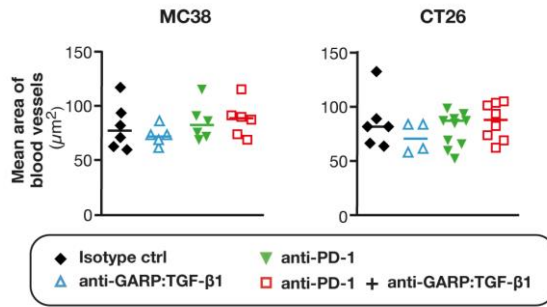 MC38
CT26
Mean area of
blood vessels
(μm²)
150
100
50
0
150
100
50
0
Isotype ctrl
anti-PD-1
anti-GARP:TGF-β1
anti-PD-1 + anti-GARP:TGF-β1